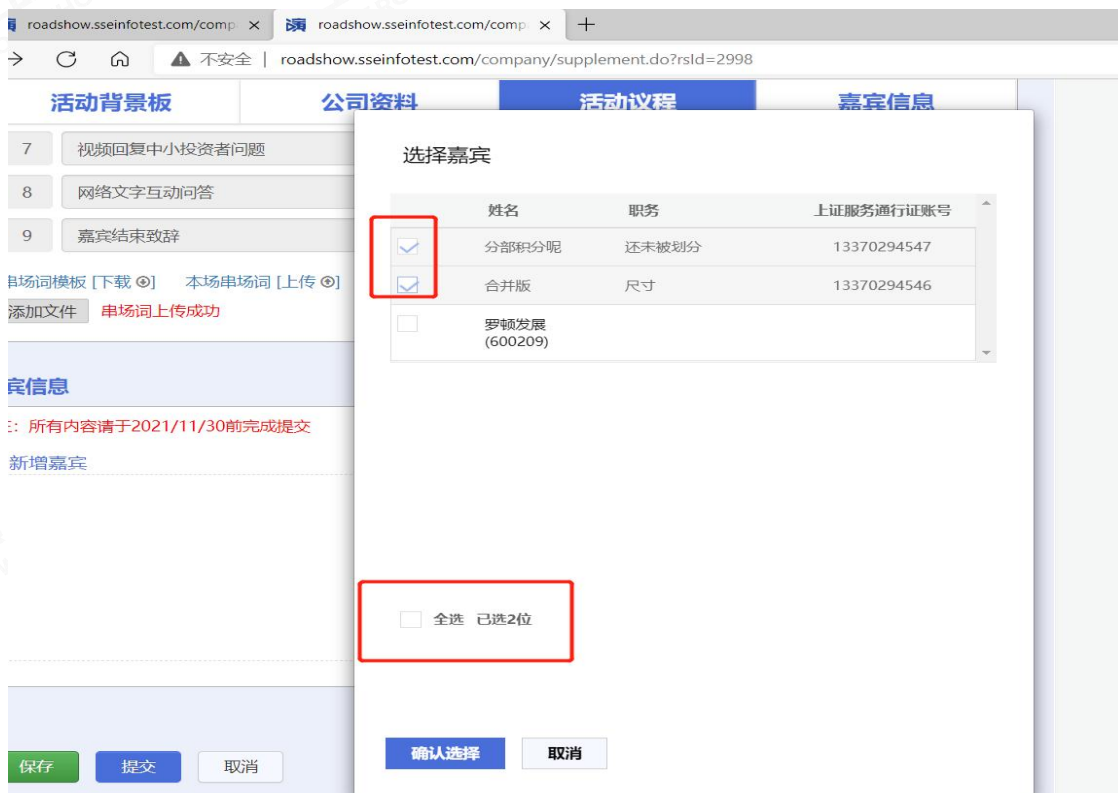 roadshow.sseinfotest.com/comp
roadshow.sseinfotest.com/comp
不安全 | roadshow.sseinfotest.com/company/supplement.do?rsId=2998
活动背景板 公司资料 活动议程 嘉宾信息
7 视频回复中小投资者问题
8 网络文字互动问答
9 嘉宾结束致辞
串场词模板 [下载] 本场串场词 [上传]
添加文件 串场词上传成功
宾信息
注：所有内容请于2021/11/30前完成提交
新增嘉宾
保存 提交 取消
选择嘉宾
姓名 职务 上证服务通行证账号
分部积分呢 还未被划分 13370294547
合并版 尺寸 13370294546
罗顿发展
(600209)
全选 已选2位
确认选择 取消